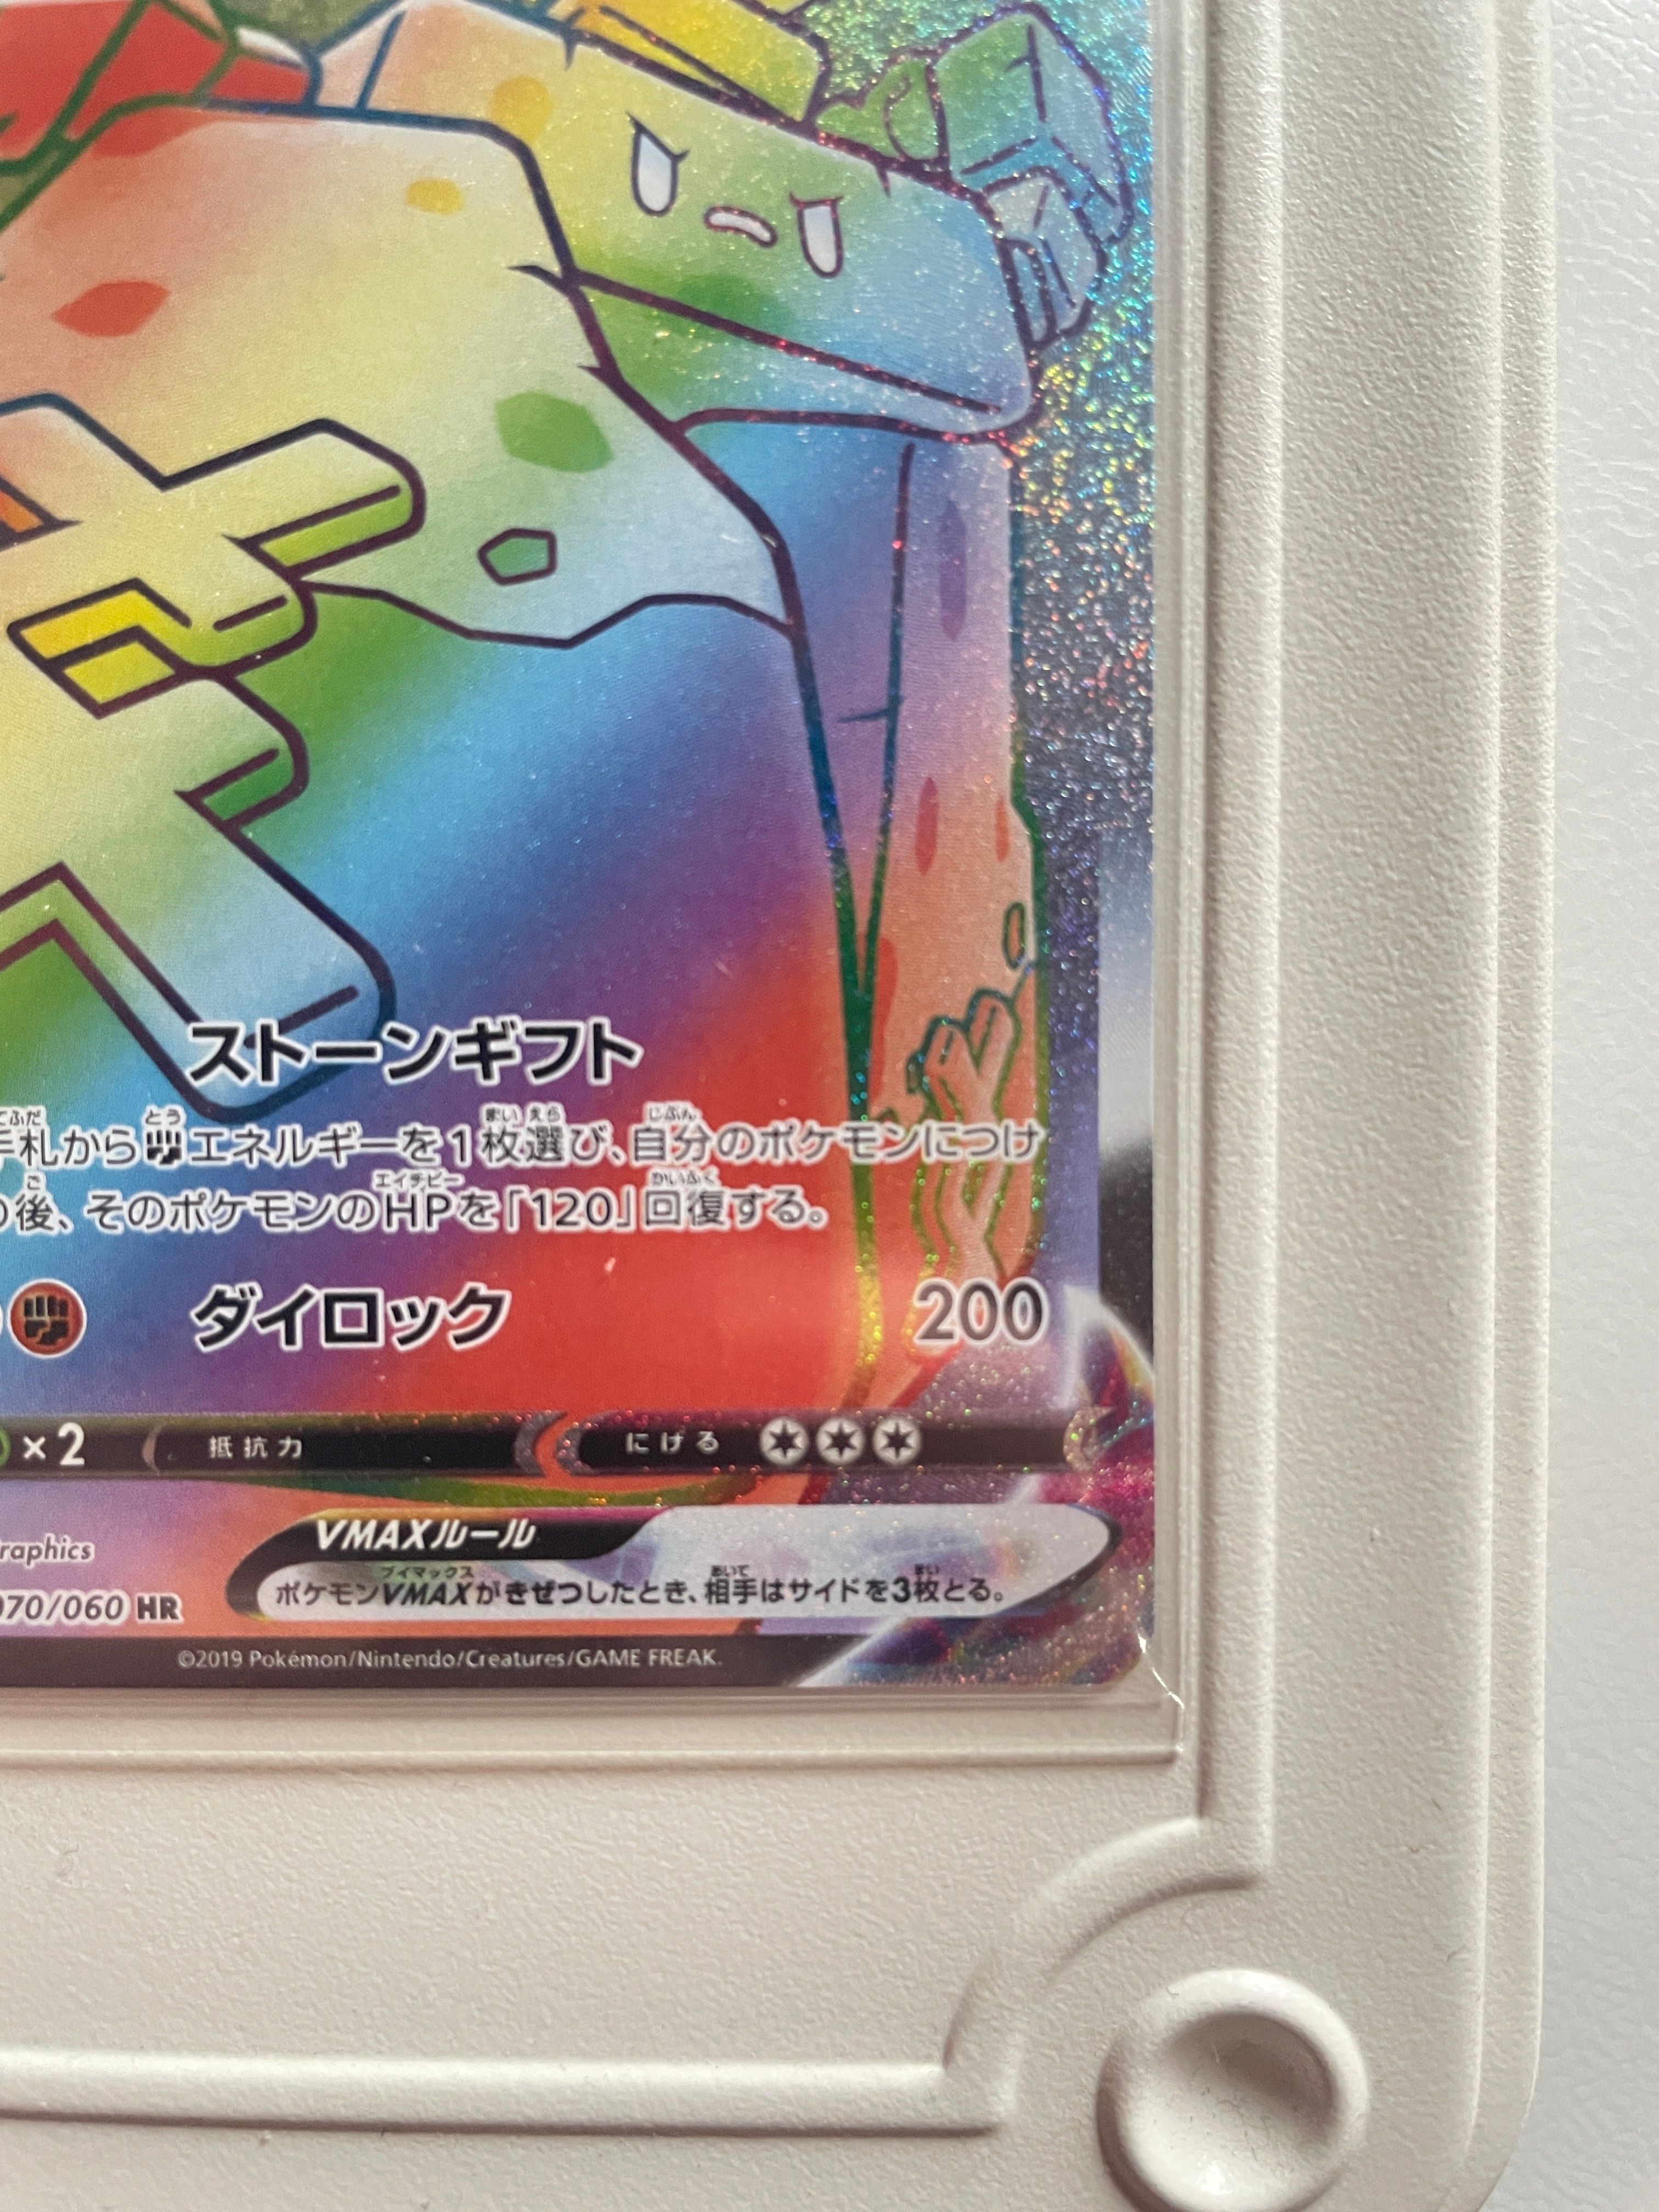 ストーンギフト
手札からエネルギーを1枚選び、自分のポケモンにつけ
後、そのポケモンのHPを「120」回復する。
ダイロック 200
×2 抵抗力 にげる
raphics
VMAXルール
070/060 HR ポケモンVMAXがきぜつしたとき、相手はサイドを3枚とる。
©2019 Pokémon/Nintendo/Creatures/GAME FREAK.